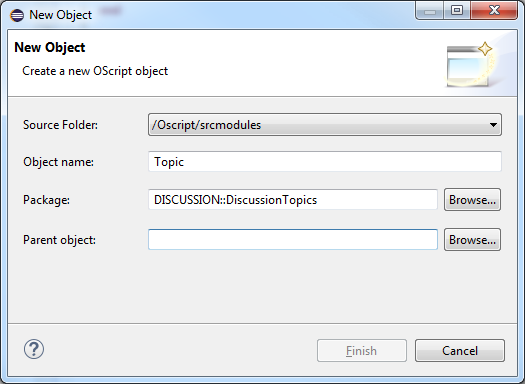 New Object
New Object
Create a new OScript object
Source Folder:
/Oscript/srcmodules
Object name:
Topic
Package:
DISCUSSION::DiscussionTopics
Browse...
Parent object:
Browse...
?
Finish
Cancel